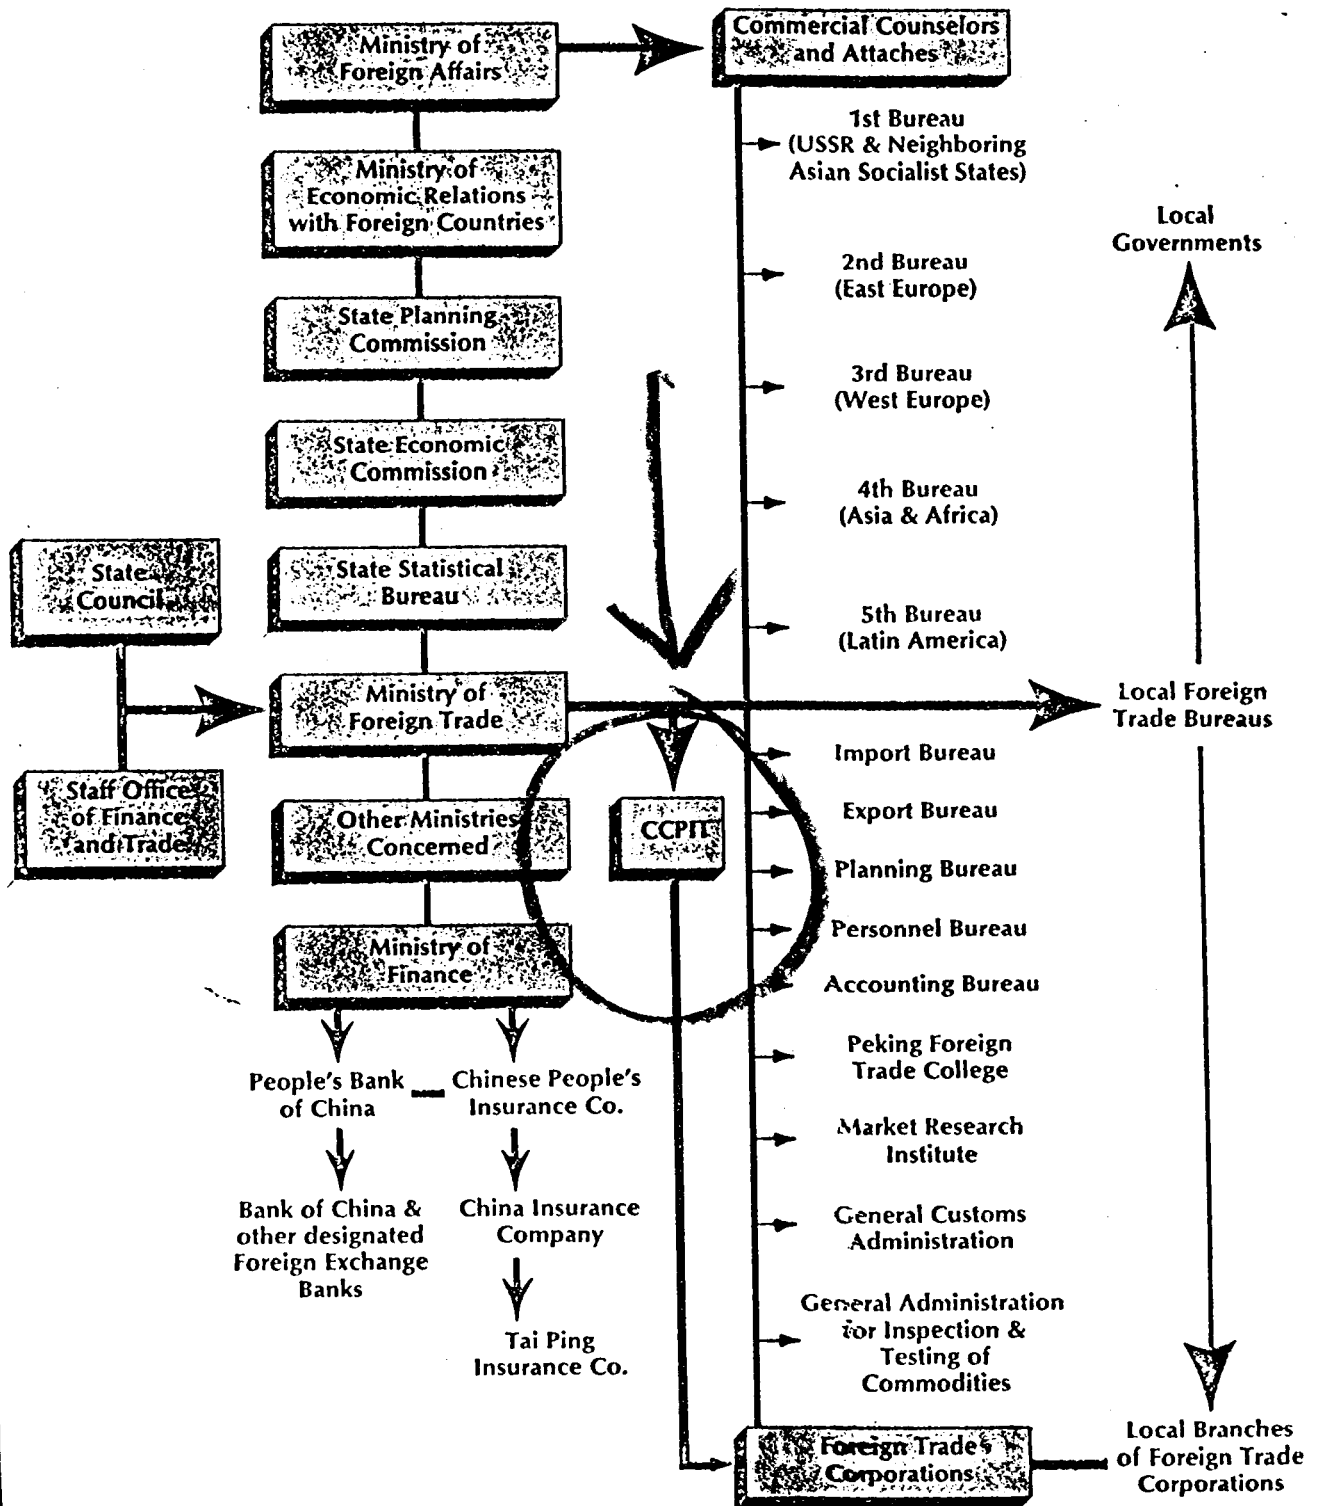 Ministry of
Foreign Affairs
Commercial Counselors
and Attaches
Ministry of
Economic Relations
with Foreign Countries
State Planning
Commission
State Economic
Commission
State Statistical
Bureau
State
Council
Ministry of
Foreign Trade
Staff Office
of Finance
and Trade
Other Ministries
Concerned
Ministry of
Finance
People's Bank
of China
Chinese People's
Insurance Co.
Bank of China &
other designated
Foreign Exchange
Banks
China Insurance
Company
Tai Ping
Insurance Co.
CCPIT
1st Bureau
(USSR & Neighboring
Asian Socialist States)
2nd Bureau
(East Europe)
3rd Bureau
(West Europe)
4th Bureau
(Asia & Africa)
5th Bureau
(Latin America)
Import Bureau
Export Bureau
Planning Bureau
Personnel Bureau
Accounting Bureau
Peking Foreign
Trade College
Market Research
Institute
General Customs
Administration
General Administration
for Inspection &
Testing of
Commodities
Foreign Trade
Corporations
Local
Governments
Local Foreign
Trade Bureaus
Local Branches
of Foreign Trade
Corporations